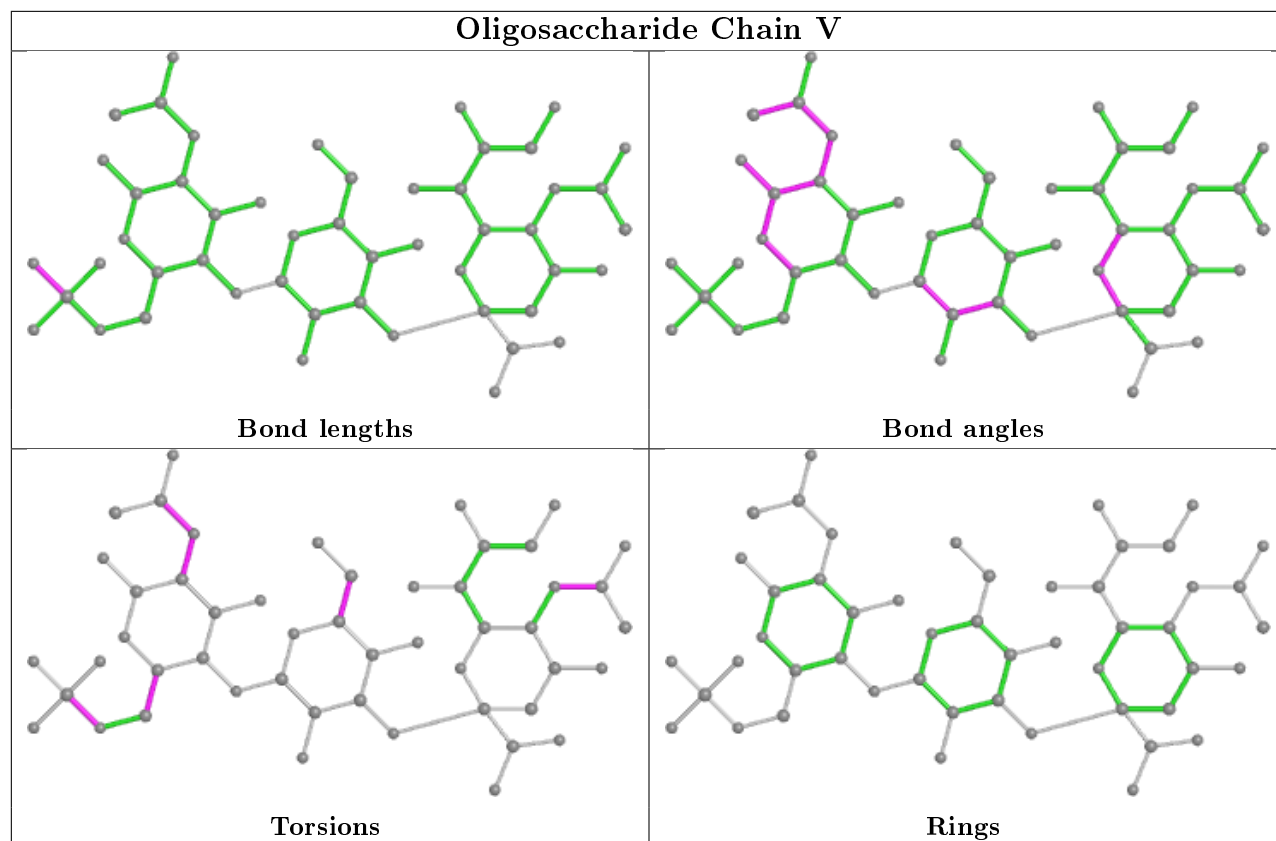 Oligosaccharide Chain V
Bond lengths
Bond angles
Torsions
Rings